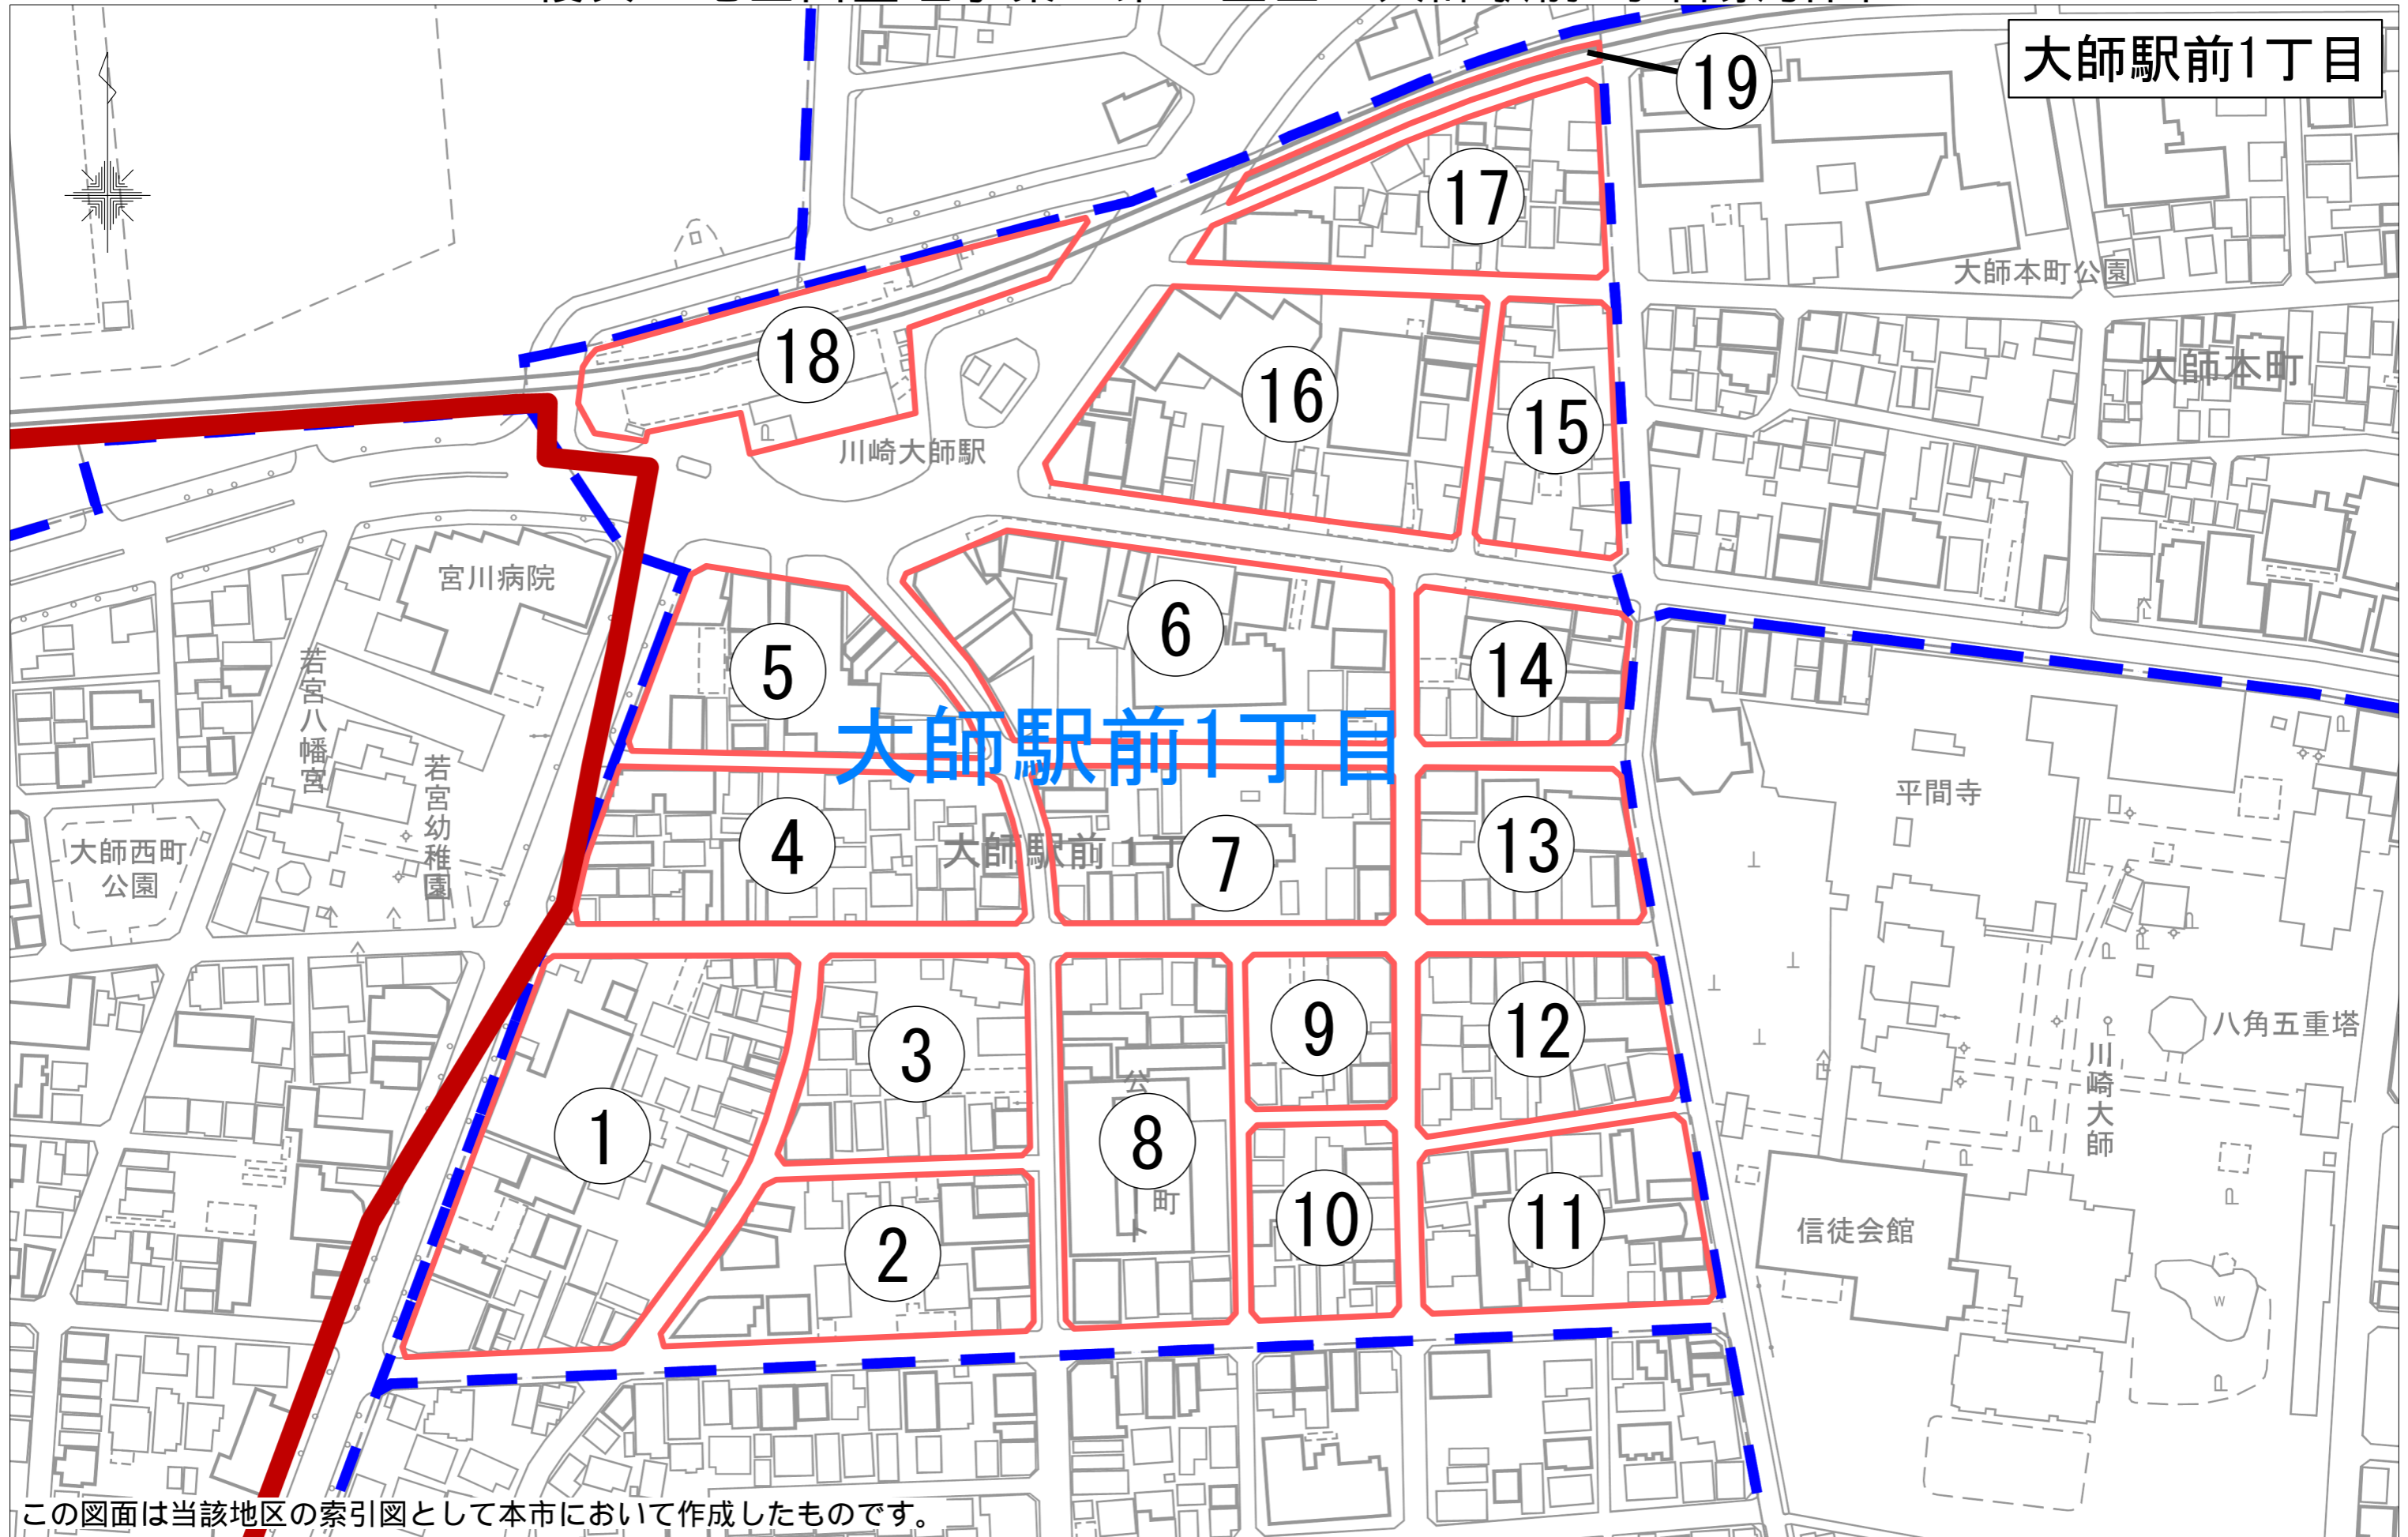 大師駅前1丁目
19
17
大師本町公園
18
16
大師本町
15
川崎大師駅
宮川病院
6
5
14
若宮八幡宮
大師駅前1丁目
若宮幼稚園
平間寺
4
大師駅前
7
13
大師西町
公園
3
9
12
八角五重塔
川崎大師
1
8
公
町
10
11
信徒会館
2
W
この図面は当該地区の索引図として本市において作成したものです。